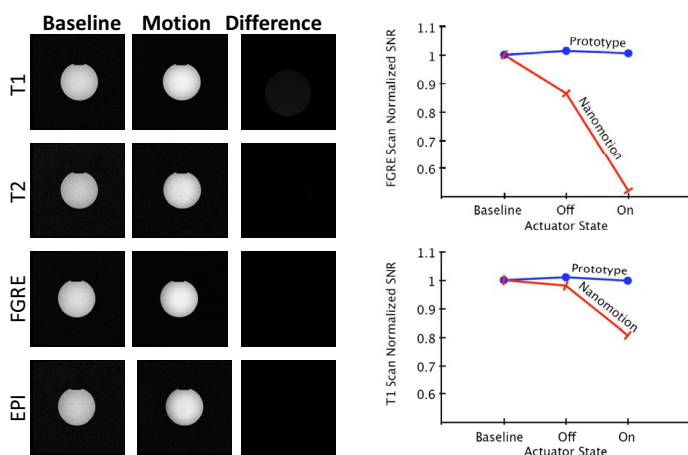 Baseline Motion Difference
T1
T2
FGRE
EPI
FGRE Scan Normalized SNR
1.1
1
0.9
0.8
0.7
0.6
Prototype
Nanomotion
Baseline Off On
Actuator State
T1 Scan Normalized SNR
1.1
1
0.9
0.8
0.7
0.6
Prototype
Nanomotion
Baseline Off On
Actuator State